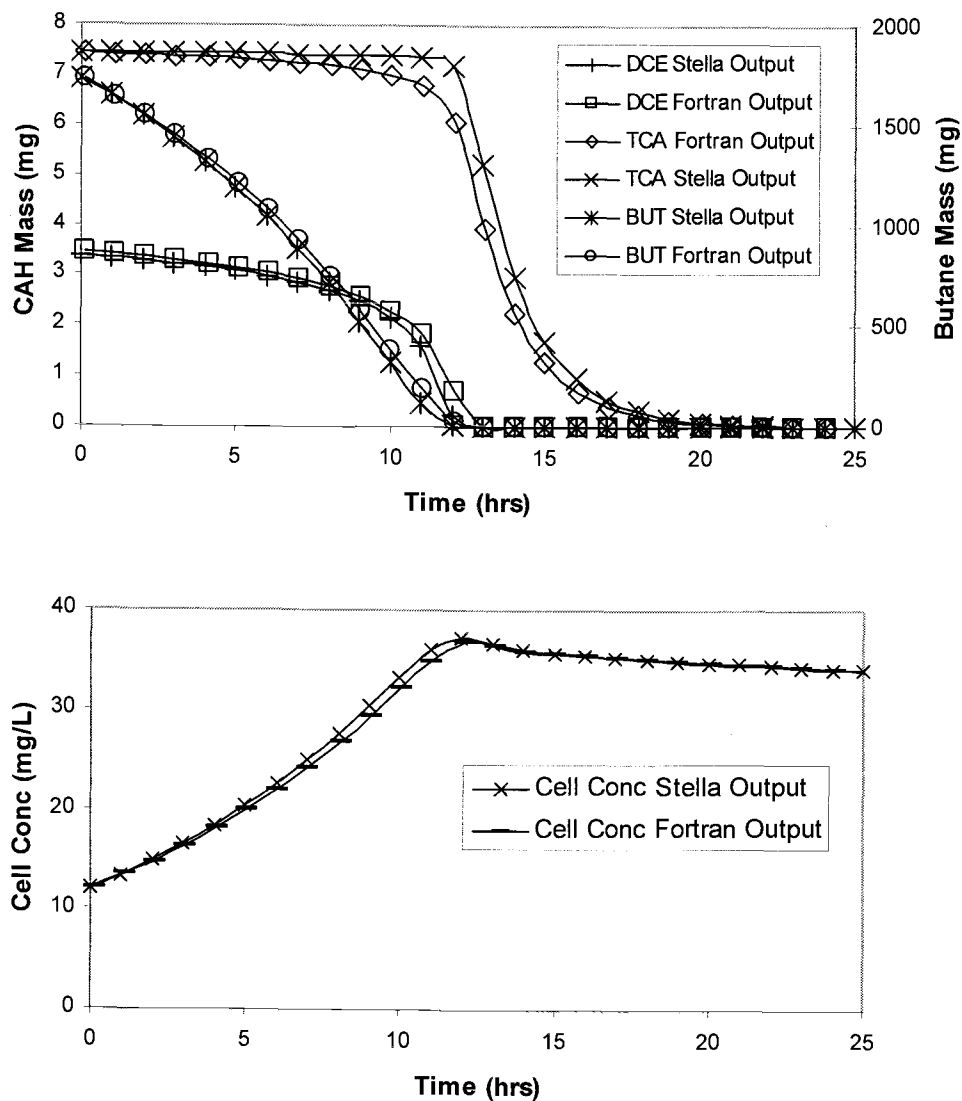 8
7
6
5
4
3
2
1
0
CAH Mass (mg)
2000
1500
1000
500
0
Butane Mass (mg)
DCE Stella Output
DCE Fortran Output
TCA Fortran Output
TCA Stella Output
BUT Stella Output
BUT Fortran Output
0 5 10 15 20 25
Time (hrs)
40
30
20
10
0
Cell Conc (mg/L)
Cell Conc Stella Output
Cell Conc Fortran Output
0 5 10 15 20 25
Time (hrs)